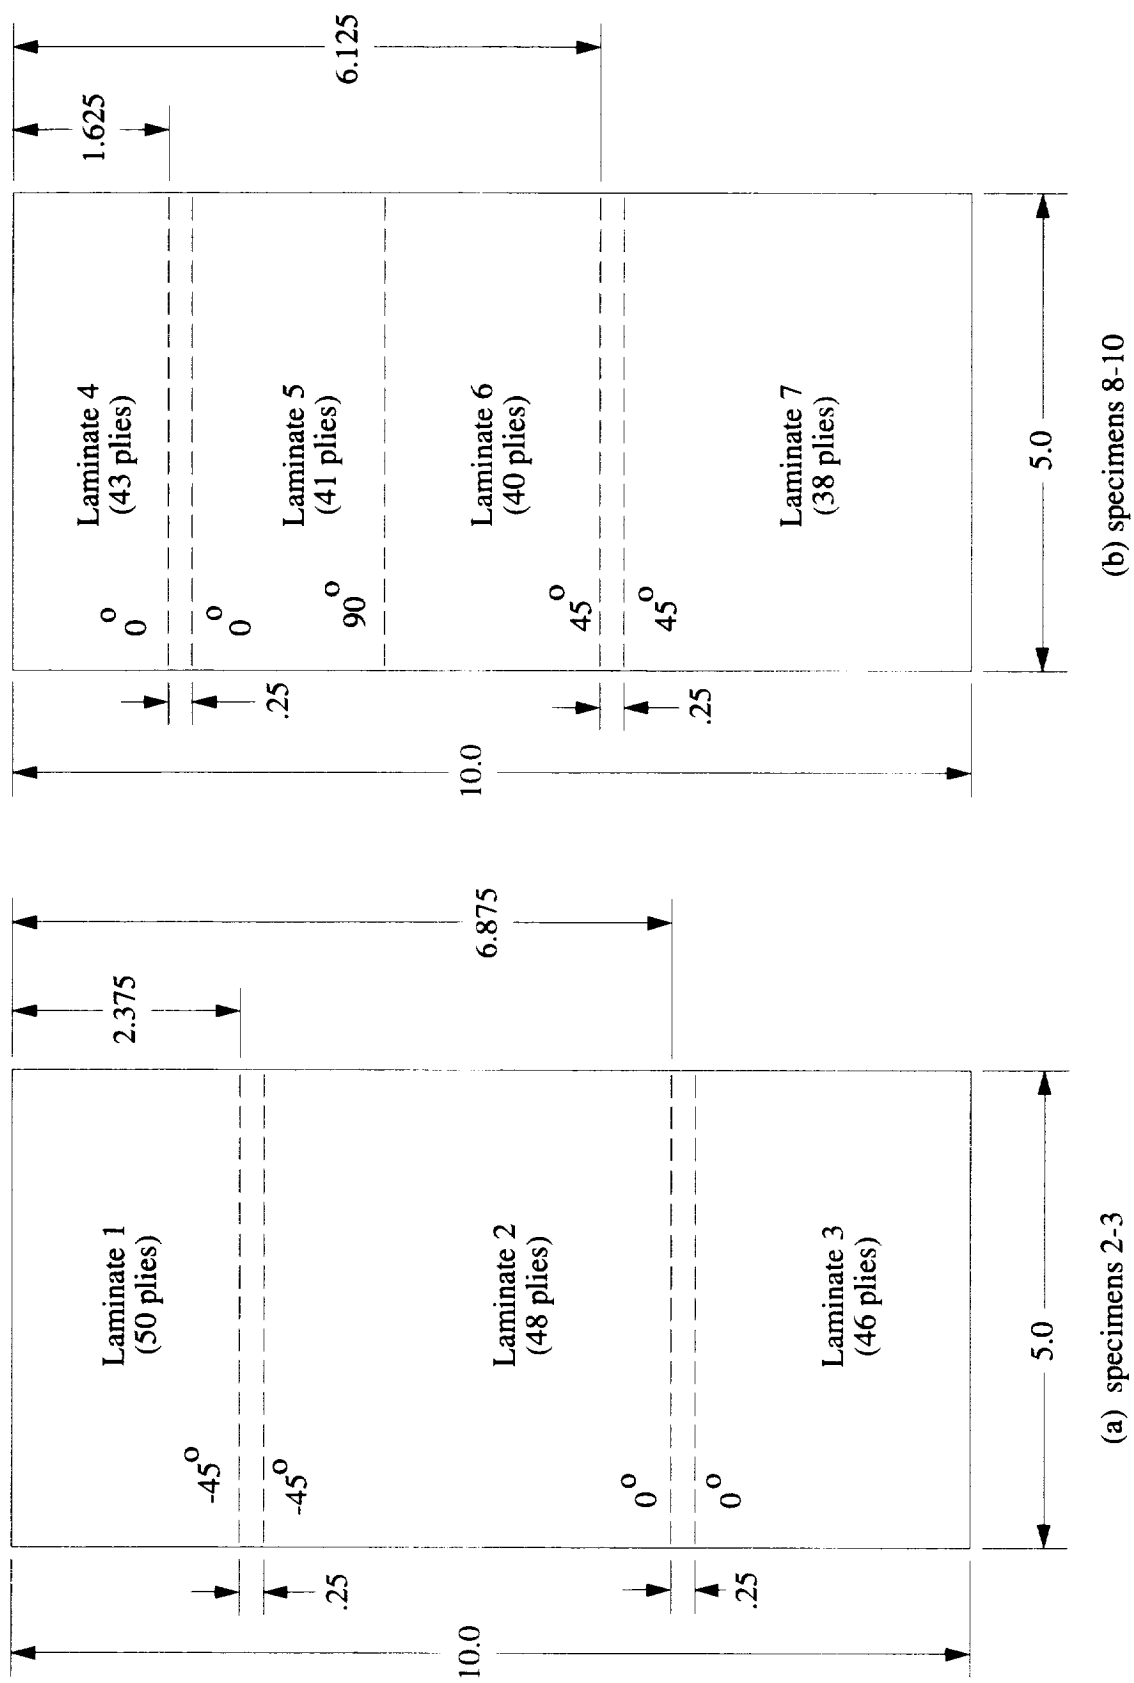 2.375
6.875
10.0
Laminate 1
(50 plies)
-45°
-45°
.25
Laminate 2
(48 plies)
0°
0°
.25
Laminate 3
(46 plies)
5.0
(a) specimens 2-3
1.625
6.125
10.0
Laminate 4
(43 plies)
0°
0°
.25
Laminate 5
(41 plies)
90°
Laminate 6
(40 plies)
45°
45°
.25
Laminate 7
(38 plies)
5.0
(b) specimens 8-10